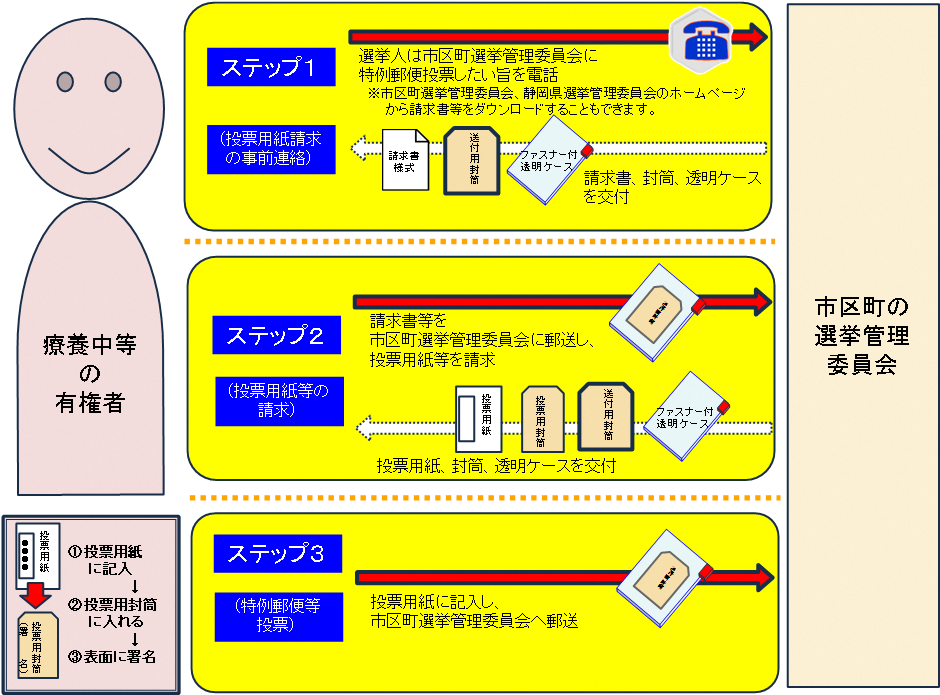 療養中等
の
有権者
ステップ1
(投票用紙請求
の事前連絡)
選挙人は市区町選挙管理委員会に
特例郵便投票したい旨を電話
※市区町選挙管理委員会、静岡県選挙管理委員会のホームページ
から請求書等をダウンロードすることもできます。
請求書
様式
送付用封筒
ファスナー付
透明ケース
請求書、封筒、透明ケース
を交付
ステップ2
(投票用紙等の
請求)
請求書等を
市区町選挙管理委員会に郵送し、
投票用紙等を請求
投票用紙
投票用封筒
送付用封筒
ファスナー付
透明ケース
投票用紙、封筒、透明ケースを交付
ステップ3
(特例郵便等
投票)
投票用紙に記入し、
市区町選挙管理委員会へ郵送
市区町の
選挙管理
委員会
投票用紙
①投票用紙
に記入
↓
②投票用封筒
に入れる
↓
③表面に署名
投票用封筒
(署 名)